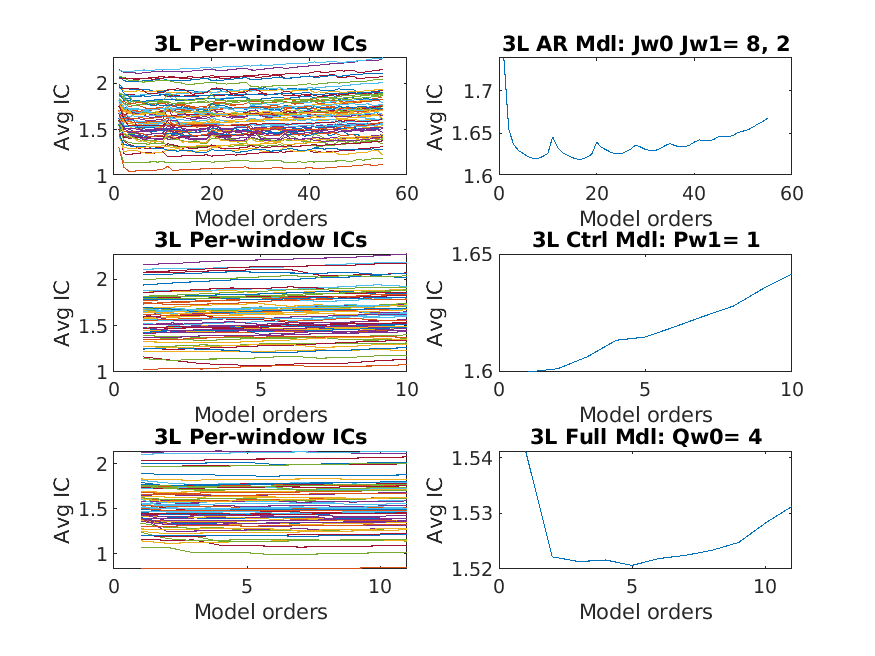 3L Per-window ICs
3L AR Mdl: Jw0 Jw1= 8, 2
Avg IC
2
1.5
1
0 20 40 60
Model orders
Avg IC
1.7
1.65
1.6
0 20 40 60
Model orders
3L Per-window ICs
3L Ctrl Mdl: Pw1= 1
Avg IC
2
1.5
1
0 5 10
Model orders
Avg IC
1.65
1.6
0 5 10
Model orders
3L Per-window ICs
3L Full Mdl: Qw0= 4
Avg IC
2
1.5
1
0 5 10
Model orders
Avg IC
1.54
1.53
1.52
0 5 10
Model orders